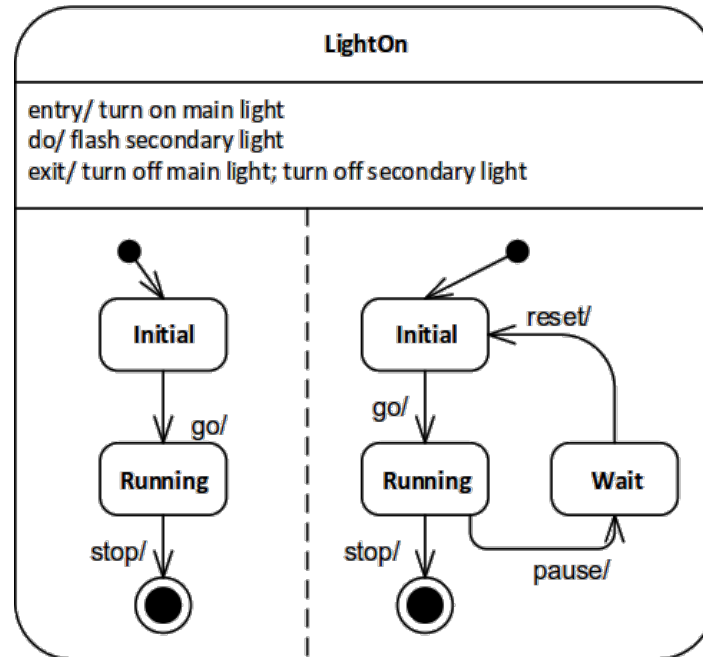 LightOn
entry/ turn on main light
do/ flash secondary light
exit/ turn off main light; turn off secondary light
Initial
go/
Running
stop/
Initial
reset/
go/
Running
Wait
stop/
pause/